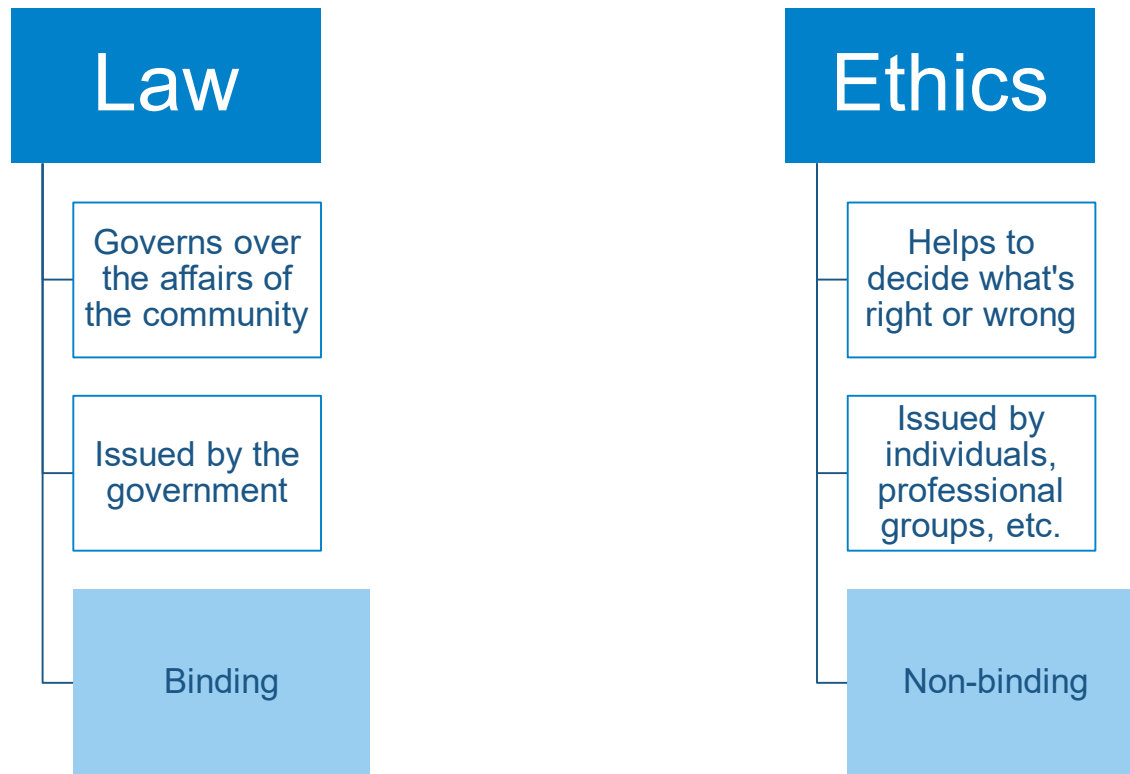 Law
Governs over
the affairs of
the community
Issued by the
government
Binding
Ethics
Helps to
decide what's
right or wrong
Issued by
individuals,
professional
groups, etc.
Non-binding